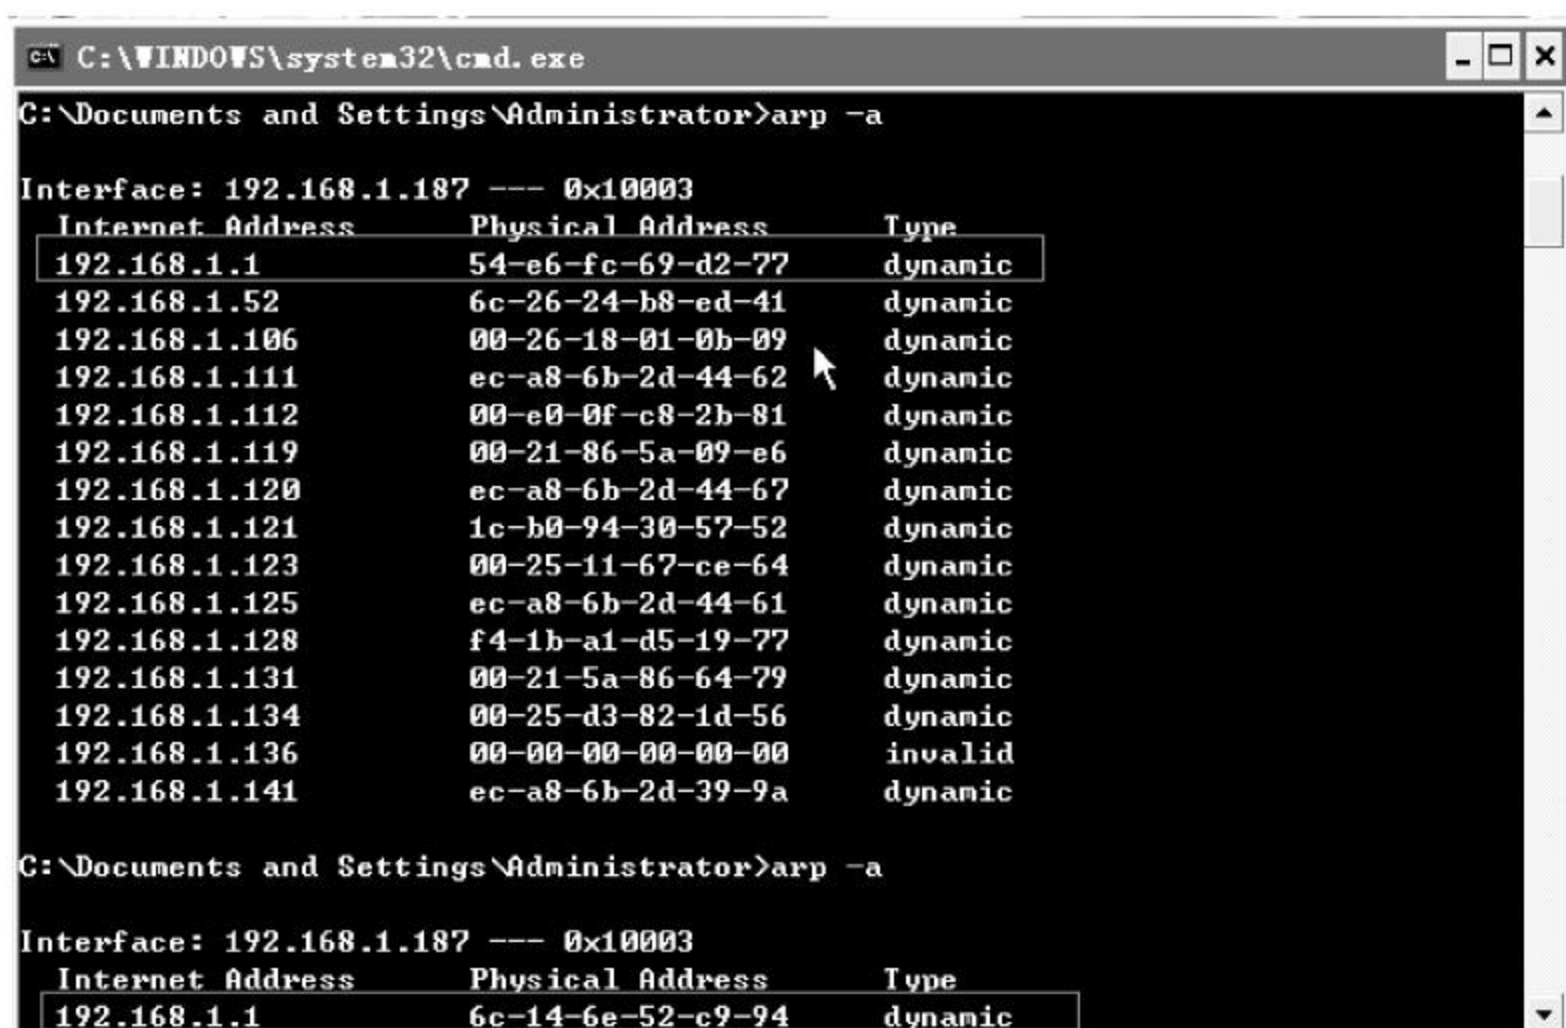 C:\WINDOWS\system32\cmd.exe
C:\Documents and Settings\Administrator>arp -a
Interface: 192.168.1.187 --- 0x10003
Internet Address Physical Address Type
192.168.1.1 54-e6-fc-69-d2-77 dynamic
192.168.1.52 6c-26-24-b8-ed-41 dynamic
192.168.1.106 00-26-18-01-0b-09 dynamic
192.168.1.111 ec-a8-6b-2d-44-62 dynamic
192.168.1.112 00-e0-0f-c8-2b-81 dynamic
192.168.1.119 00-21-86-5a-09-e6 dynamic
192.168.1.120 ec-a8-6b-2d-44-67 dynamic
192.168.1.121 1c-b0-94-30-57-52 dynamic
192.168.1.123 00-25-11-67-ce-64 dynamic
192.168.1.125 ec-a8-6b-2d-44-61 dynamic
192.168.1.128 f4-1b-a1-d5-19-77 dynamic
192.168.1.131 00-21-5a-86-64-79 dynamic
192.168.1.134 00-25-d3-82-1d-56 dynamic
192.168.1.136 00-00-00-00-00-00 invalid
192.168.1.141 ec-a8-6b-2d-39-9a dynamic
C:\Documents and Settings\Administrator>arp -a
Interface: 192.168.1.187 --- 0x10003
Internet Address Physical Address Type
192.168.1.1 6c-14-6e-52-c9-94 dynamic